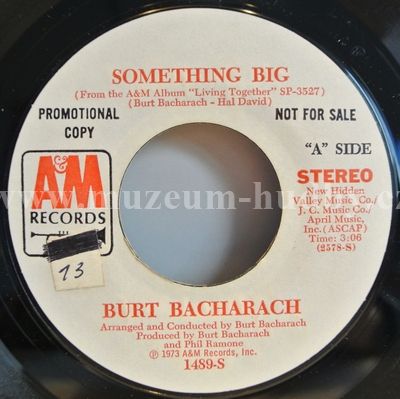 SOMETHING BIG
(From the A&M Album "Living Together" SP-3527)
(Burt Bacharach - Hal David)
PROMOTIONAL
COPY
NOT FOR SALE
"A" SIDE
A&M
RECORDS
STEREO
New Hidden
Valley Music Co./
J. C. Music Co./
April Music,
Inc. (ASCAP)
Time: 3:06
(2578-S)
13
BURT BACHARACH
Arranged and Conducted by Burt Bacharach
Produced by Burt Bacharach
and Phil Ramone
℗ 1973 A&M Records, Inc.
1489-S